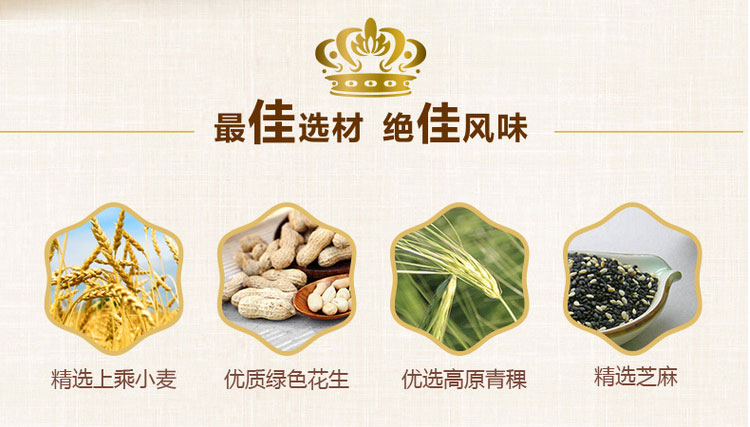 最佳选材 绝佳风味
精选上乘小麦
优质绿色花生
优选高原青稞
精选芝麻